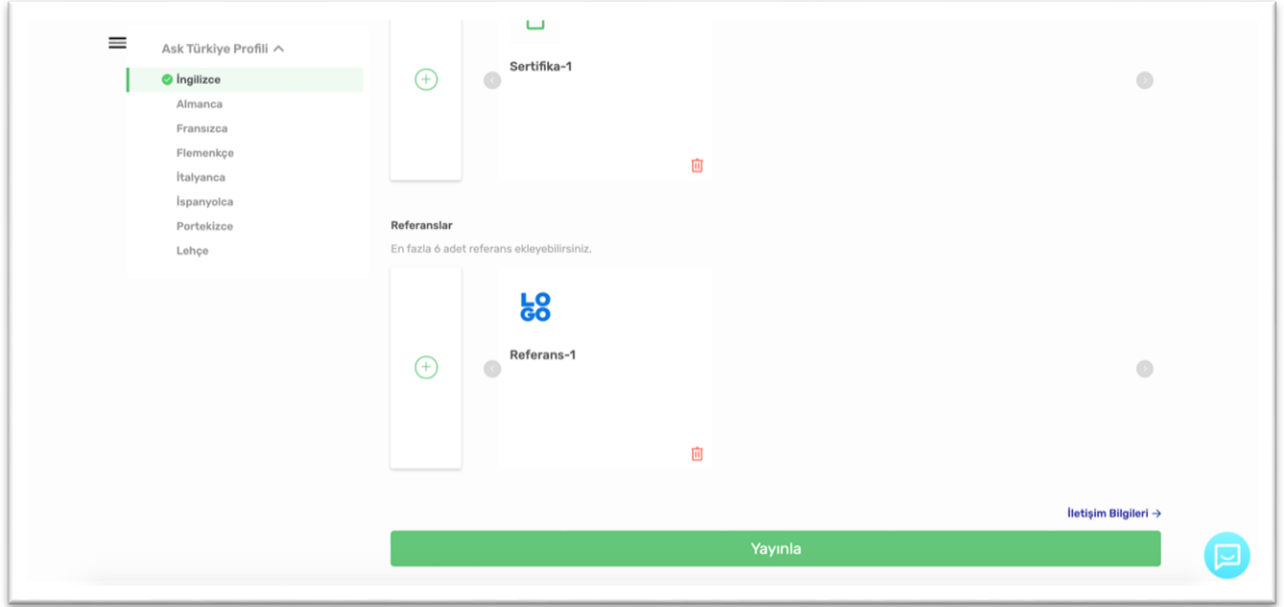 Ask Türkiye Profili
İngilizce
Almanca
Fransızca
Flemenkçe
İtalyanca
İspanyolca
Portekizce
Lehçe
Sertifika-1
Referanslar
En fazla 6 adet referans ekleyebilirsiniz.
LO
GO
Referans-1
İletişim Bilgileri →
Yayınla